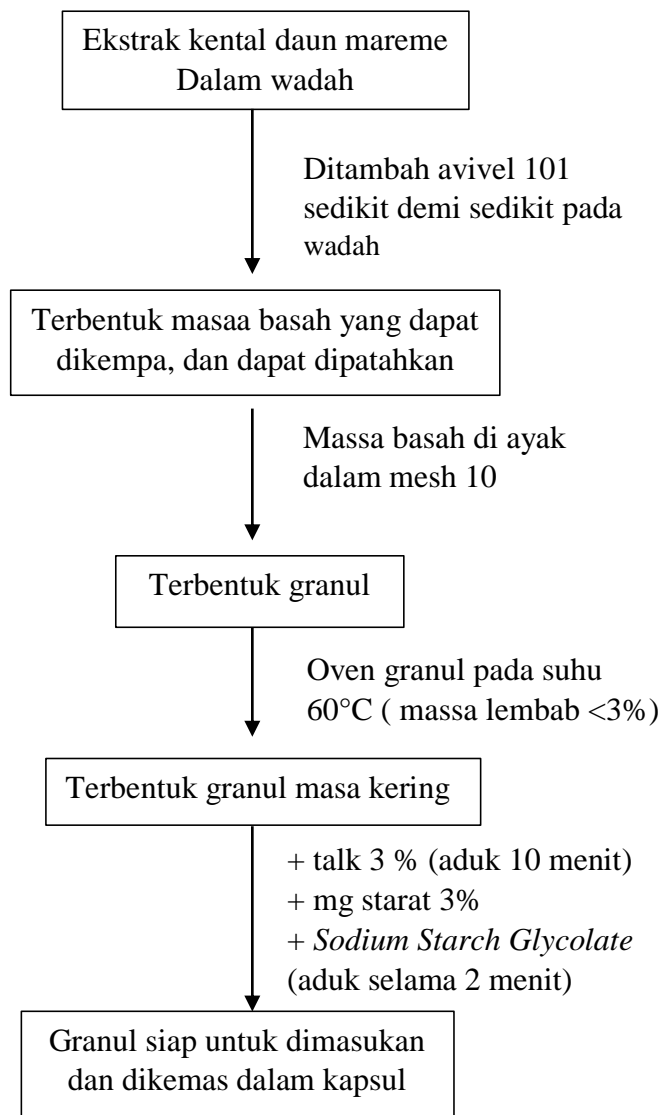 Ekstrak kental daun mareme
Dalam wadah
Ditambah avivel 101
sedikit demi sedikit pada
wadah
Terbentuk masaa basah yang dapat
dikempa, dan dapat dipatahkan
Massa basah di ayak
dalam mesh 10
Terbentuk granul
Oven granul pada suhu
60°C ( massa lembab <3%)
Terbentuk granul masa kering
+ talk 3 % (aduk 10 menit)
+ mg starat 3%
+ Sodium Starch Glycolate
(aduk selama 2 menit)
Granul siap untuk dimasukan
dan dikemas dalam kapsul